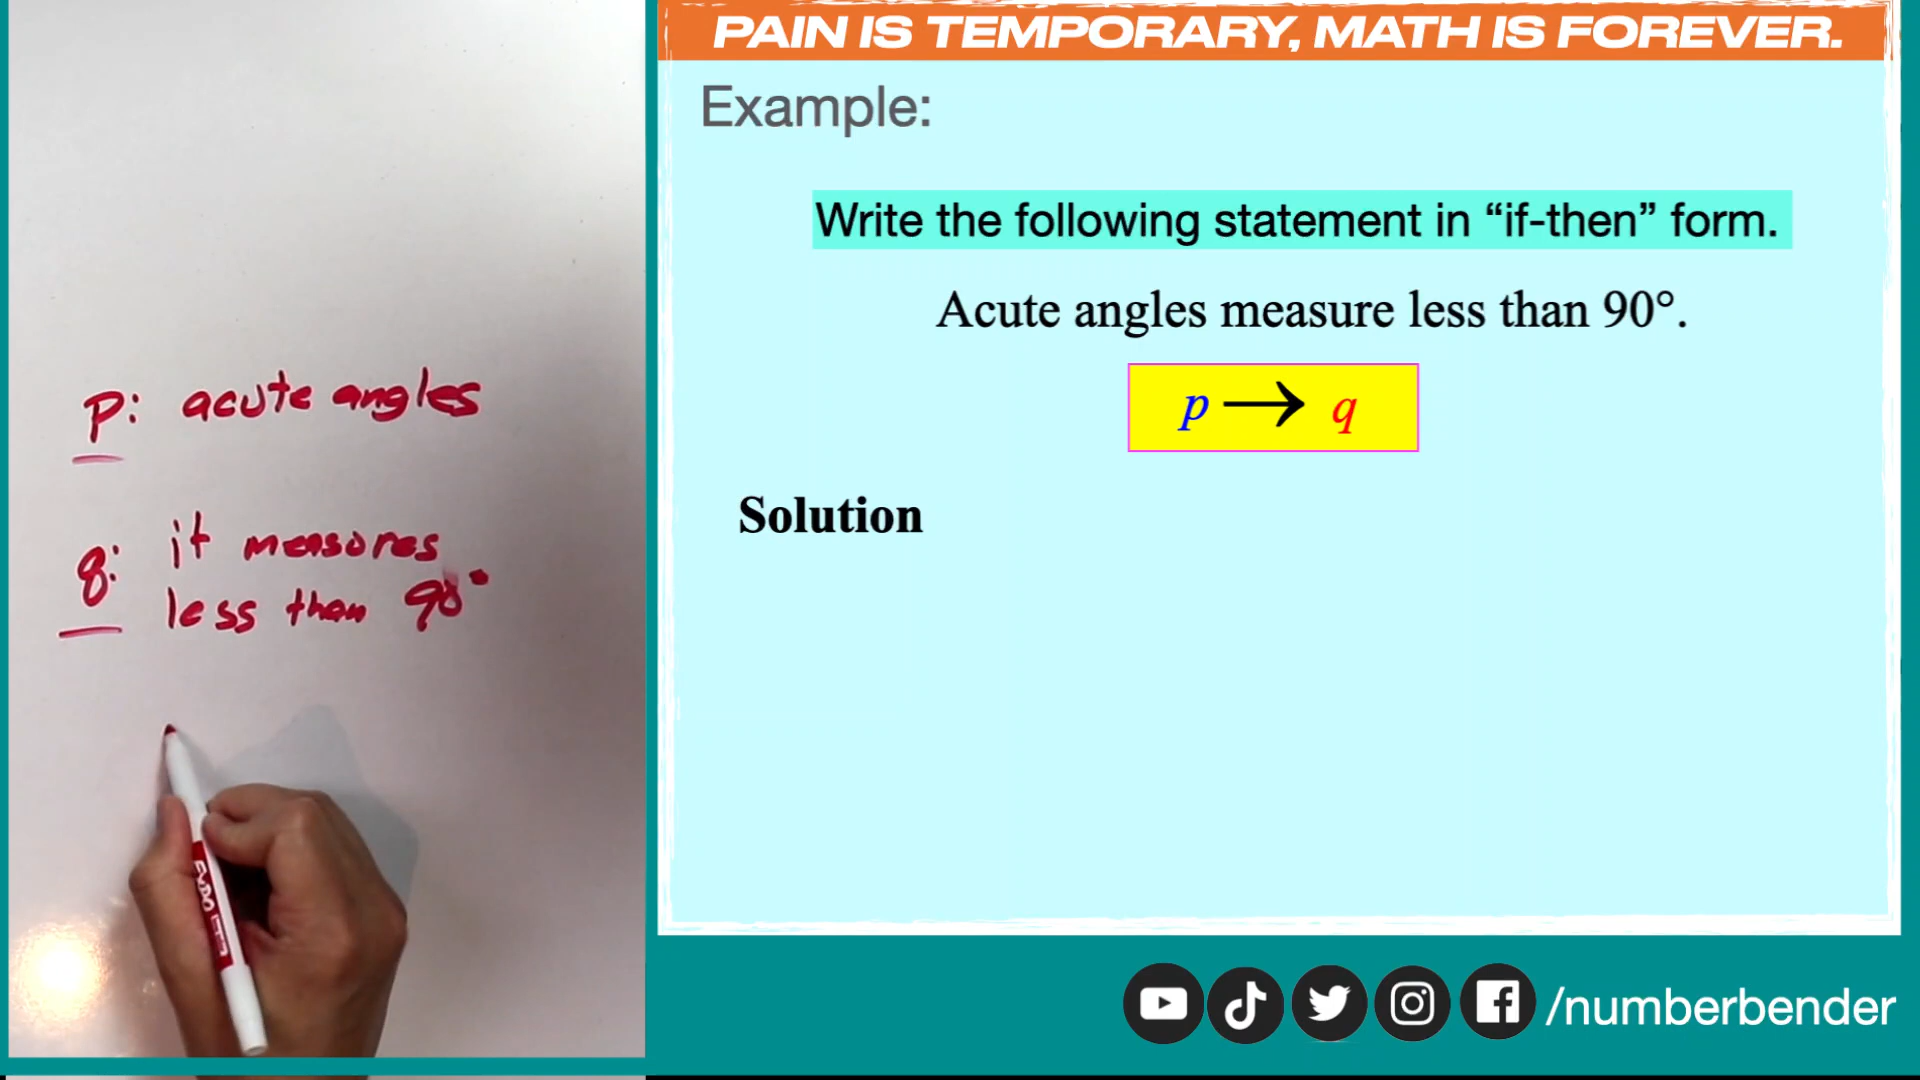 p: acute angles
q: it measures
less than 90°
PAIN IS TEMPORARY, MATH IS FOREVER.
Example:
Write the following statement in “if-then” form.
Acute angles measure less than 90°.
p → q
Solution
/numberbender